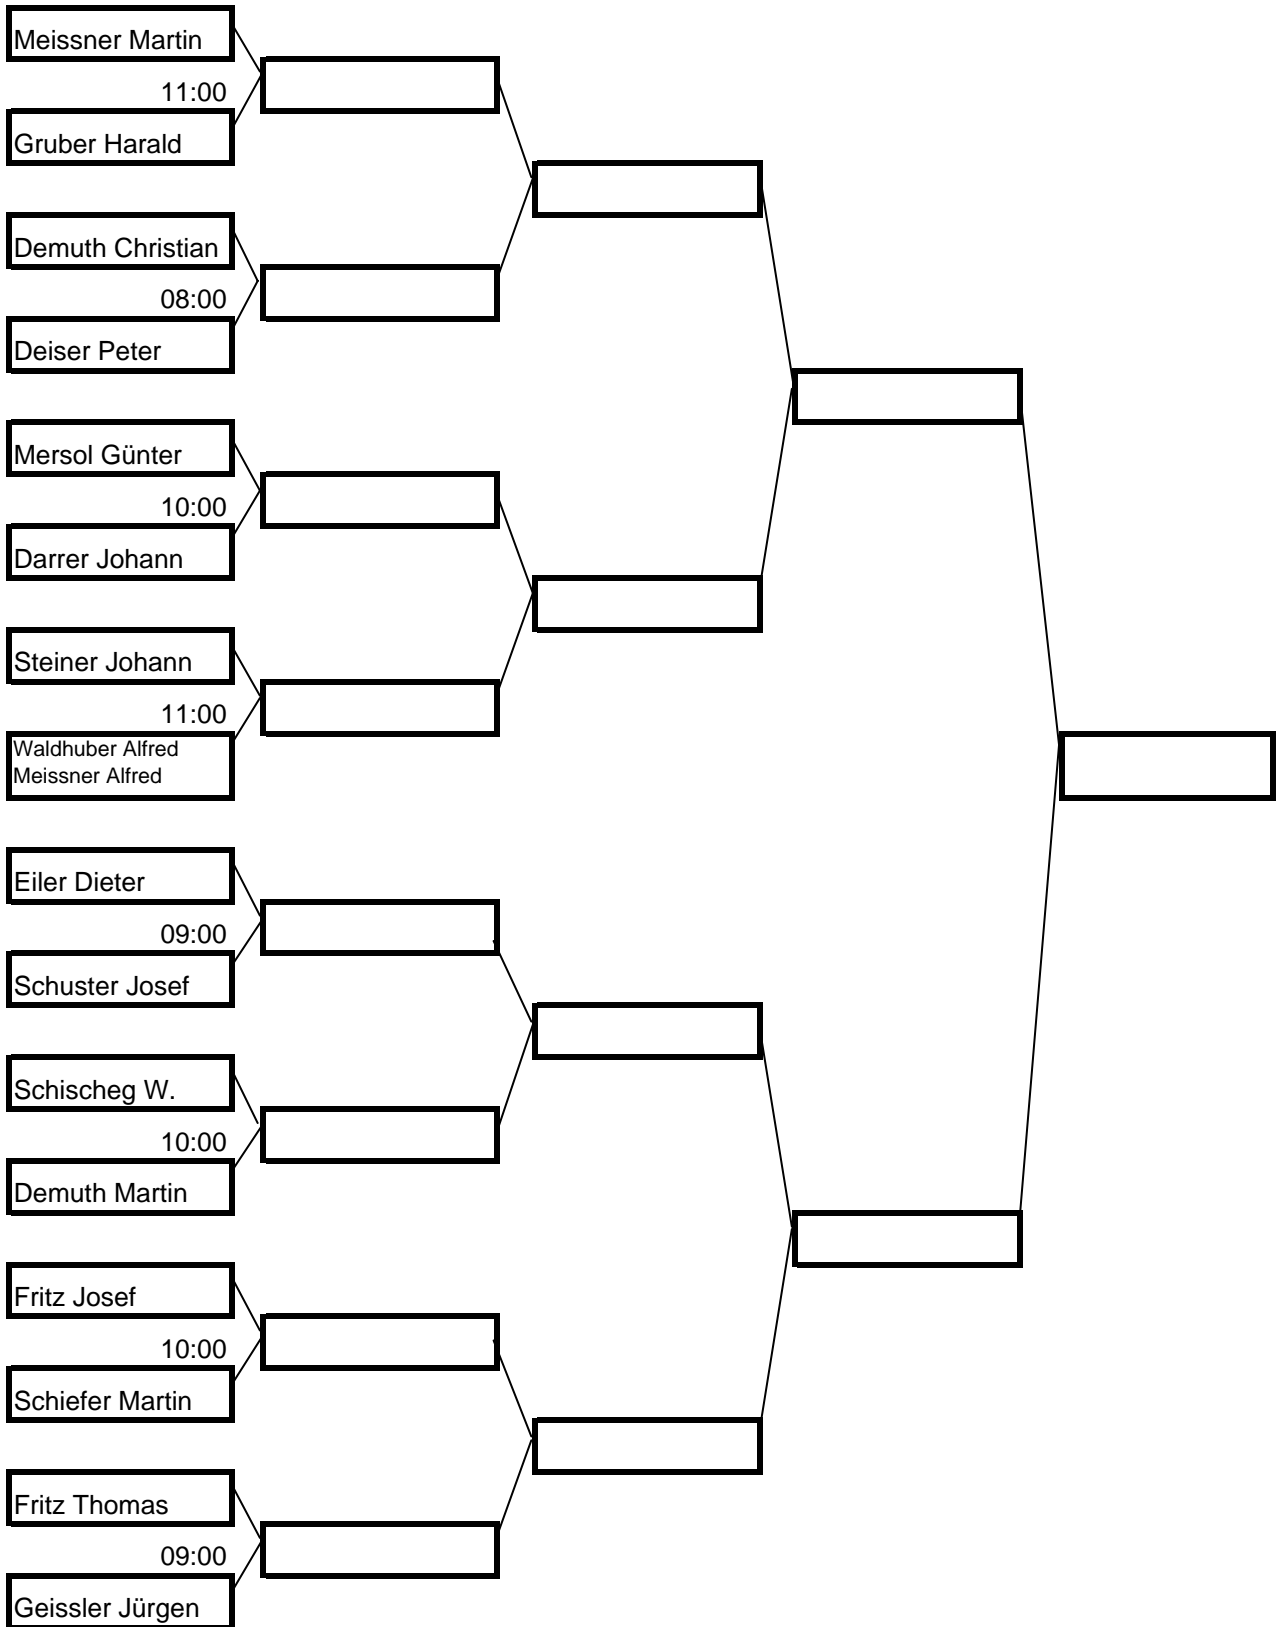 Meissner Martin
11:00
Gruber Harald
Demuth Christian
08:00
Deiser Peter
Mersol Günter
10:00
Darrer Johann
Steiner Johann
11:00
Waldhuber Alfred
Meissner Alfred
Eiler Dieter
09:00
Schuster Josef
Schischeg W.
10:00
Demuth Martin
Fritz Josef
10:00
Schiefer Martin
Fritz Thomas
09:00
Geissler Jürgen